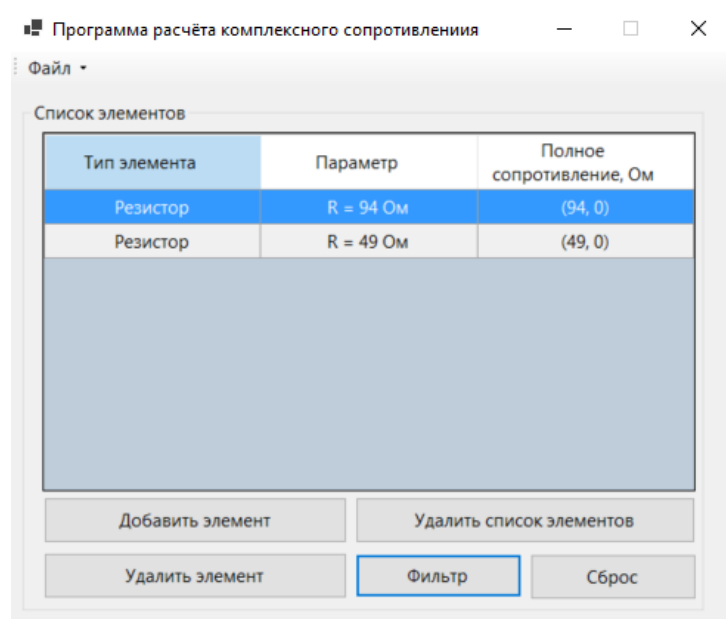 Программа расчёта комплексного сопротивлениия
Файл
Список элементов
Тип элемента Параметр Полное сопротивление, Ом
Резистор R = 94 Ом (94, 0)
Резистор R = 49 Ом (49, 0)
Добавить элемент Удалить список элементов
Удалить элемент Фильтр Сброс